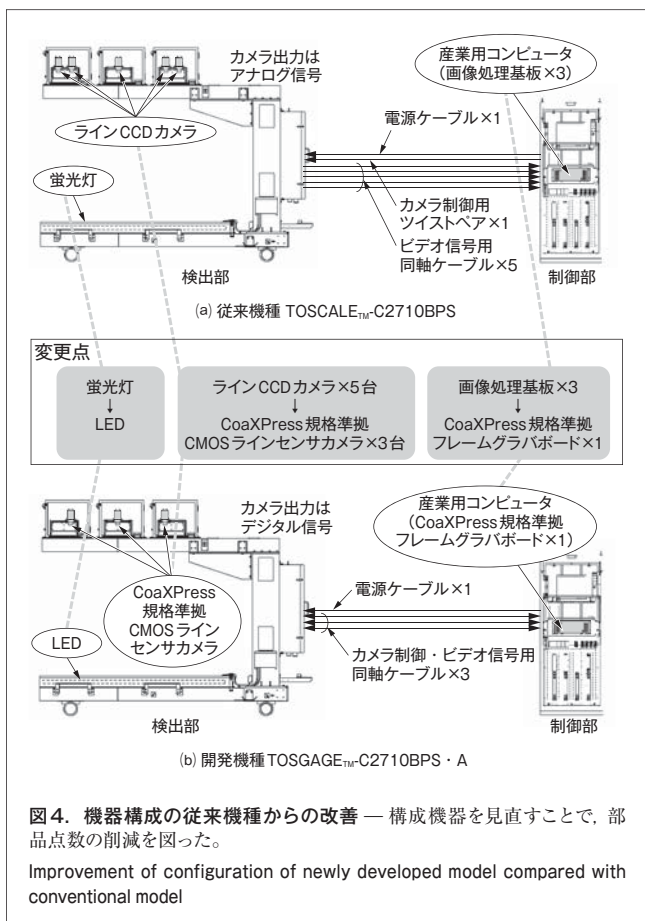 カメラ出力は
アナログ信号
産業用コンピュータ
（画像処理基板×3）
ラインCCDカメラ
電源ケーブル×1
蛍光灯
カメラ制御用
ツイストペア×1
ビデオ信号用
同軸ケーブル×5
検出部
制御部
(a) 従来機種 TOSCALE™-C2710BPS
変更点
蛍光灯
↓
LED
ラインCCDカメラ×5台
↓
CoaXPress規格準拠
CMOSラインセンサカメラ×3台
画像処理基板×3
↓
CoaXPress規格準拠
フレームグラバボード×1
カメラ出力は
デジタル信号
産業用コンピュータ
（CoaXPress規格準拠
フレームグラバボード×1）
電源ケーブル×1
CoaXPress
規格準拠
CMOSライン
センサカメラ
LED
カメラ制御・ビデオ信号用
同軸ケーブル×3
検出部
制御部
(b) 開発機種TOSGAGE™-C2710BPS・A
図4．機器構成の従来機種からの改善 — 構成機器を見直すことで，部
品点数の削減を図った。
Improvement of configuration of newly developed model compared with
conventional model